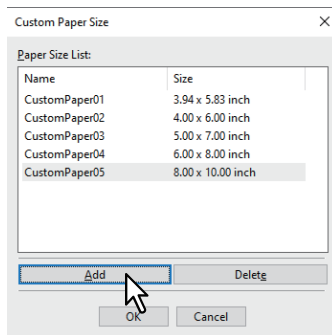 Custom Paper Size
Paper Size List:
Name Size
CustomPaper01 3.94 x 5.83 inch
CustomPaper02 4.00 x 6.00 inch
CustomPaper03 5.00 x 7.00 inch
CustomPaper04 6.00 x 8.00 inch
CustomPaper05 8.00 x 10.00 inch
Add Delete
OK Cancel